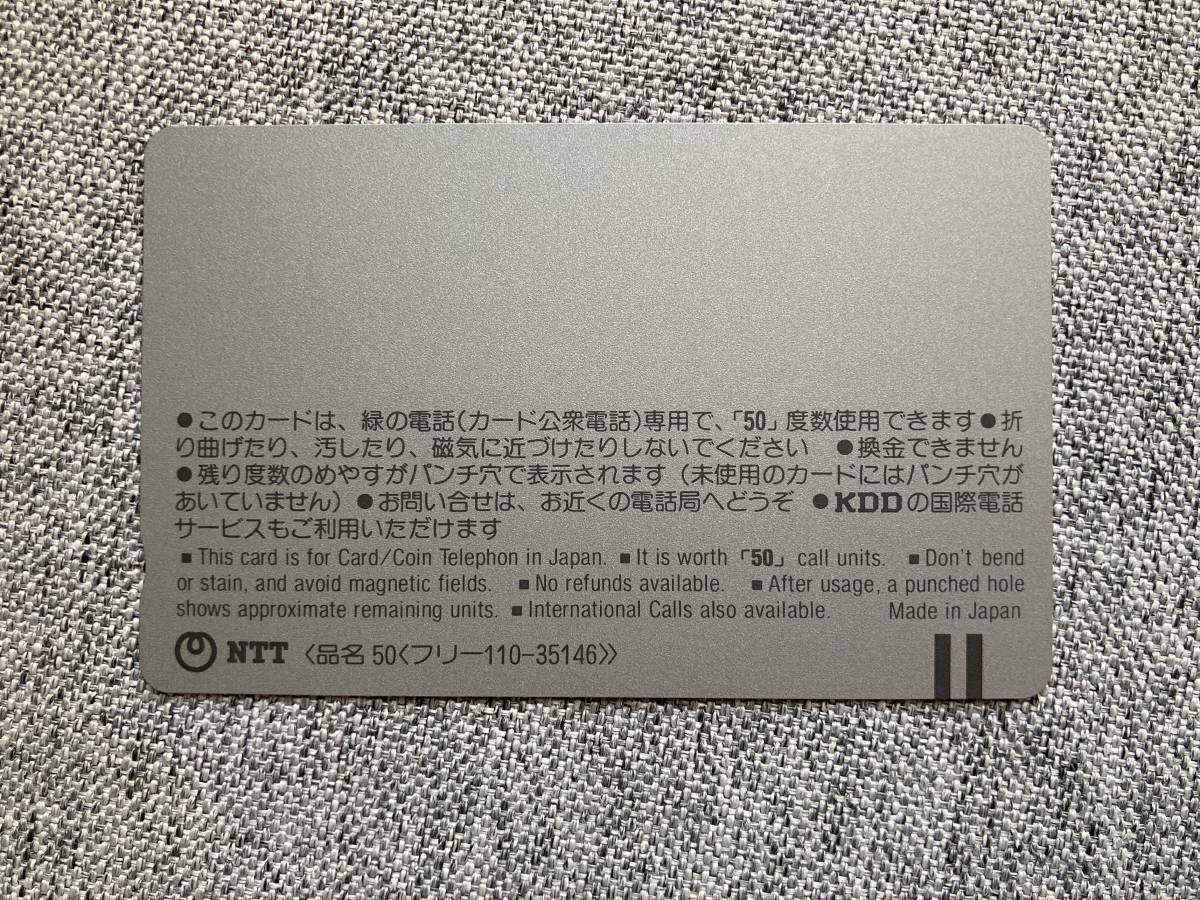 ●このカードは、緑の電話(カード公衆電話)専用で、「50」度数使用できます●折
り曲げたり、汚したり、磁気に近づけたりしないでください ●換金できません
●残り度数のめやすがパンチ穴で表示されます(未使用のカードにはパンチ穴が
あいていません)●お問い合せは、お近くの電話局へどうぞ ●KDDの国際電話
サービスもご利用いただけます
■ This card is for Card/Coin Telephon in Japan. ■ It is worth 「50」 call units. ■ Don't bend
or stain, and avoid magnetic fields. ■ No refunds available. ■ After usage, a punched hole
shows approximate remaining units. ■ International Calls also available. Made in Japan
NTT 〈品名 50〈フリー110-35146〉〉